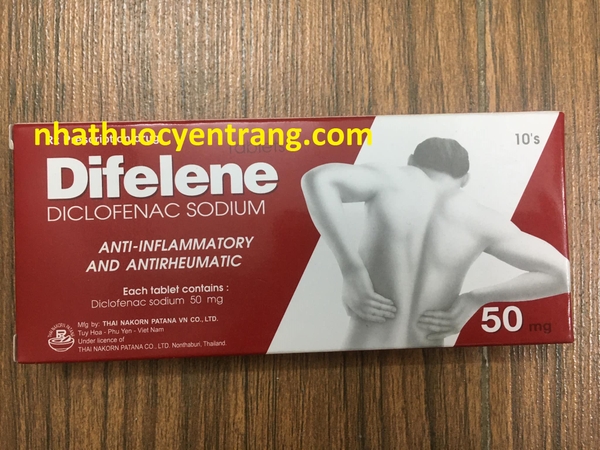 nhathuocyentrang.com
10's
Difelene
DICLOFENAC SODIUM
ANTI-INFLAMMATORY
AND ANTIRHEUMATIC
Each tablet contains :
Diclofenac sodium 50 mg
50 mg
Mfg by: THAI NAKORN PATANA VN CO., LTD.
Tuy Hoa - Phu Yen - Viet Nam
Under licence of
THAI NAKORN PATANA CO., LTD. Nonthaburi, Thailand.